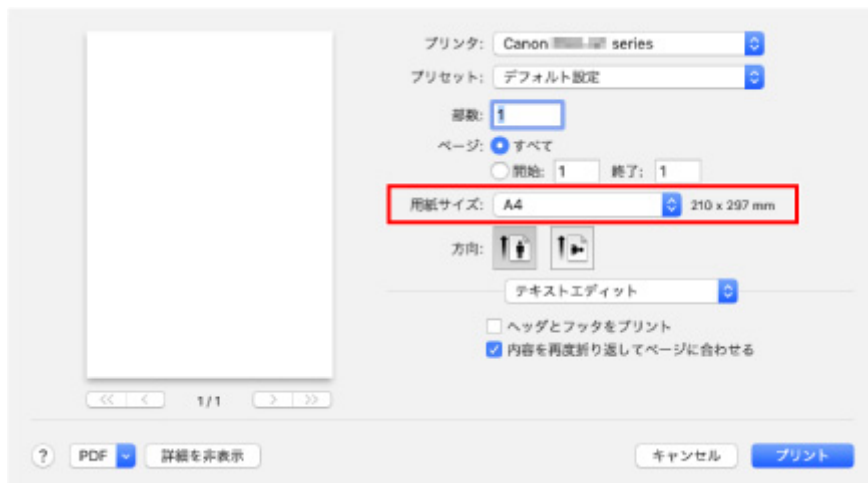 プリンタ: Canon series
プリセット: デフォルト設定
部数: 1
ページ: すべて
開始: 1 終了: 1
用紙サイズ: A4 210 x 297 mm
方向:
テキストエディット
ヘッダとフッタをプリント
内容を再度折り返してページに合わせる
<< < 1/1 > >>
? PDF 詳細を非表示 キャンセル プリント